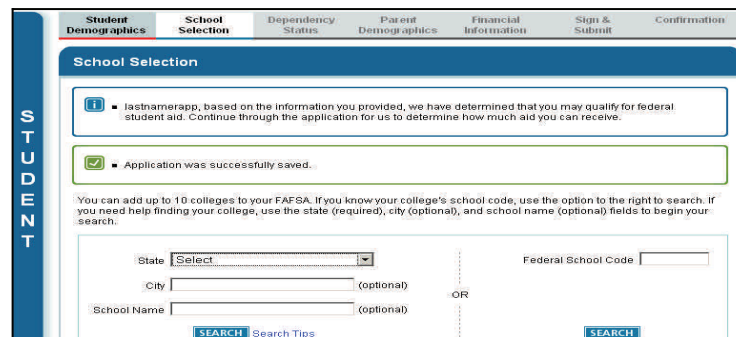 Student Demographics
School Selection
Dependency Status
Parent Demographics
Financial Information
Sign & Submit
Confirmation
STUDENT
School Selection
lastnamerapp, based on the information you provided, we have determined that you may qualify for federal
student aid. Continue through the application for us to determine how much aid you can receive.
Application was successfully saved.
You can add up to 10 colleges to your FAFSA. If you know your college's school code, use the option to the right to search. If
you need help finding your college, use the state (required), city (optional), and school name (optional) fields to begin your
search.
State Select
Federal School Code
City (optional)
OR
School Name (optional)
SEARCH Search Tips
SEARCH